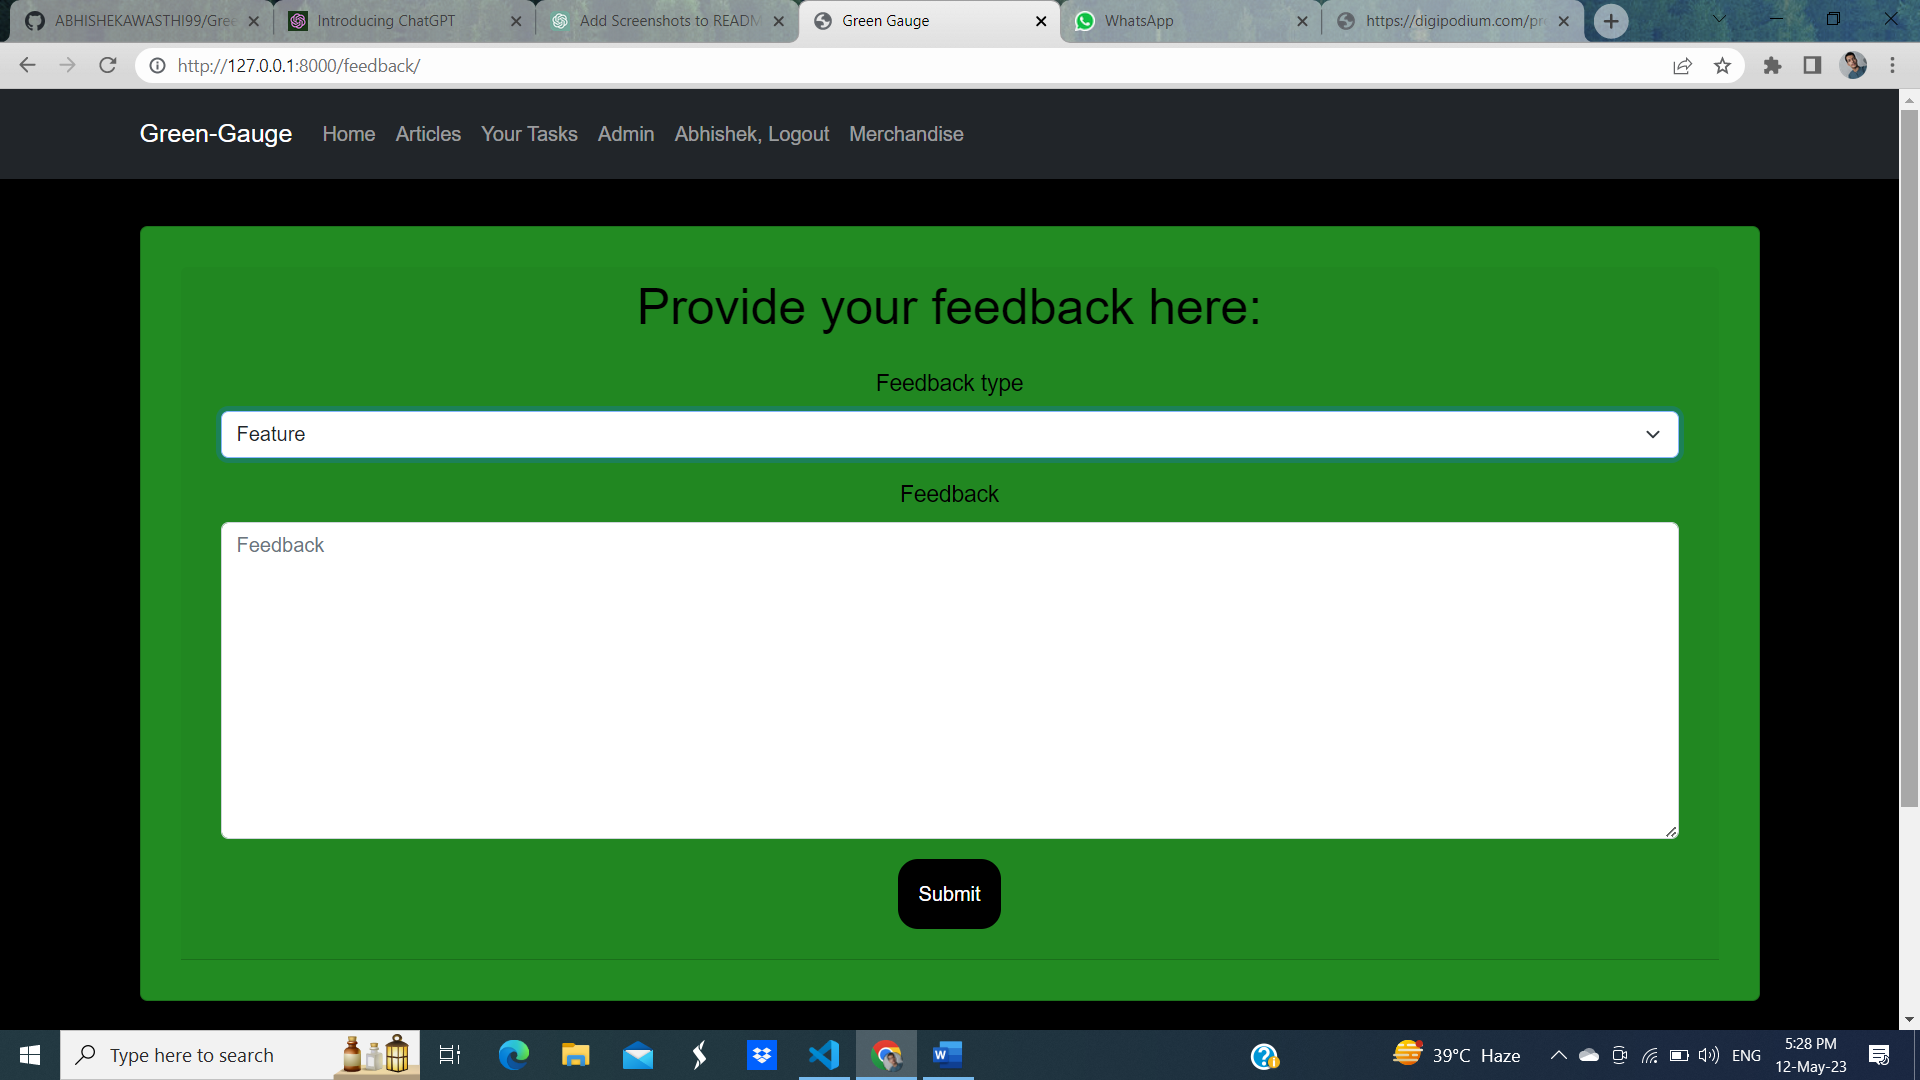 ABHISHEKAWASTHI99/Gree
Introducing ChatGPT
Add Screenshots to READM
Green Gauge
WhatsApp
https://digipodium.com/pr
http://127.0.0.1:8000/feedback/
Green-Gauge Home Articles Your Tasks Admin Abhishek, Logout Merchandise
Provide your feedback here:
Feedback type
Feature
Feedback
Feedback
Submit
Type here to search
39°C Haze
ENG
5:28 PM
12-May-23